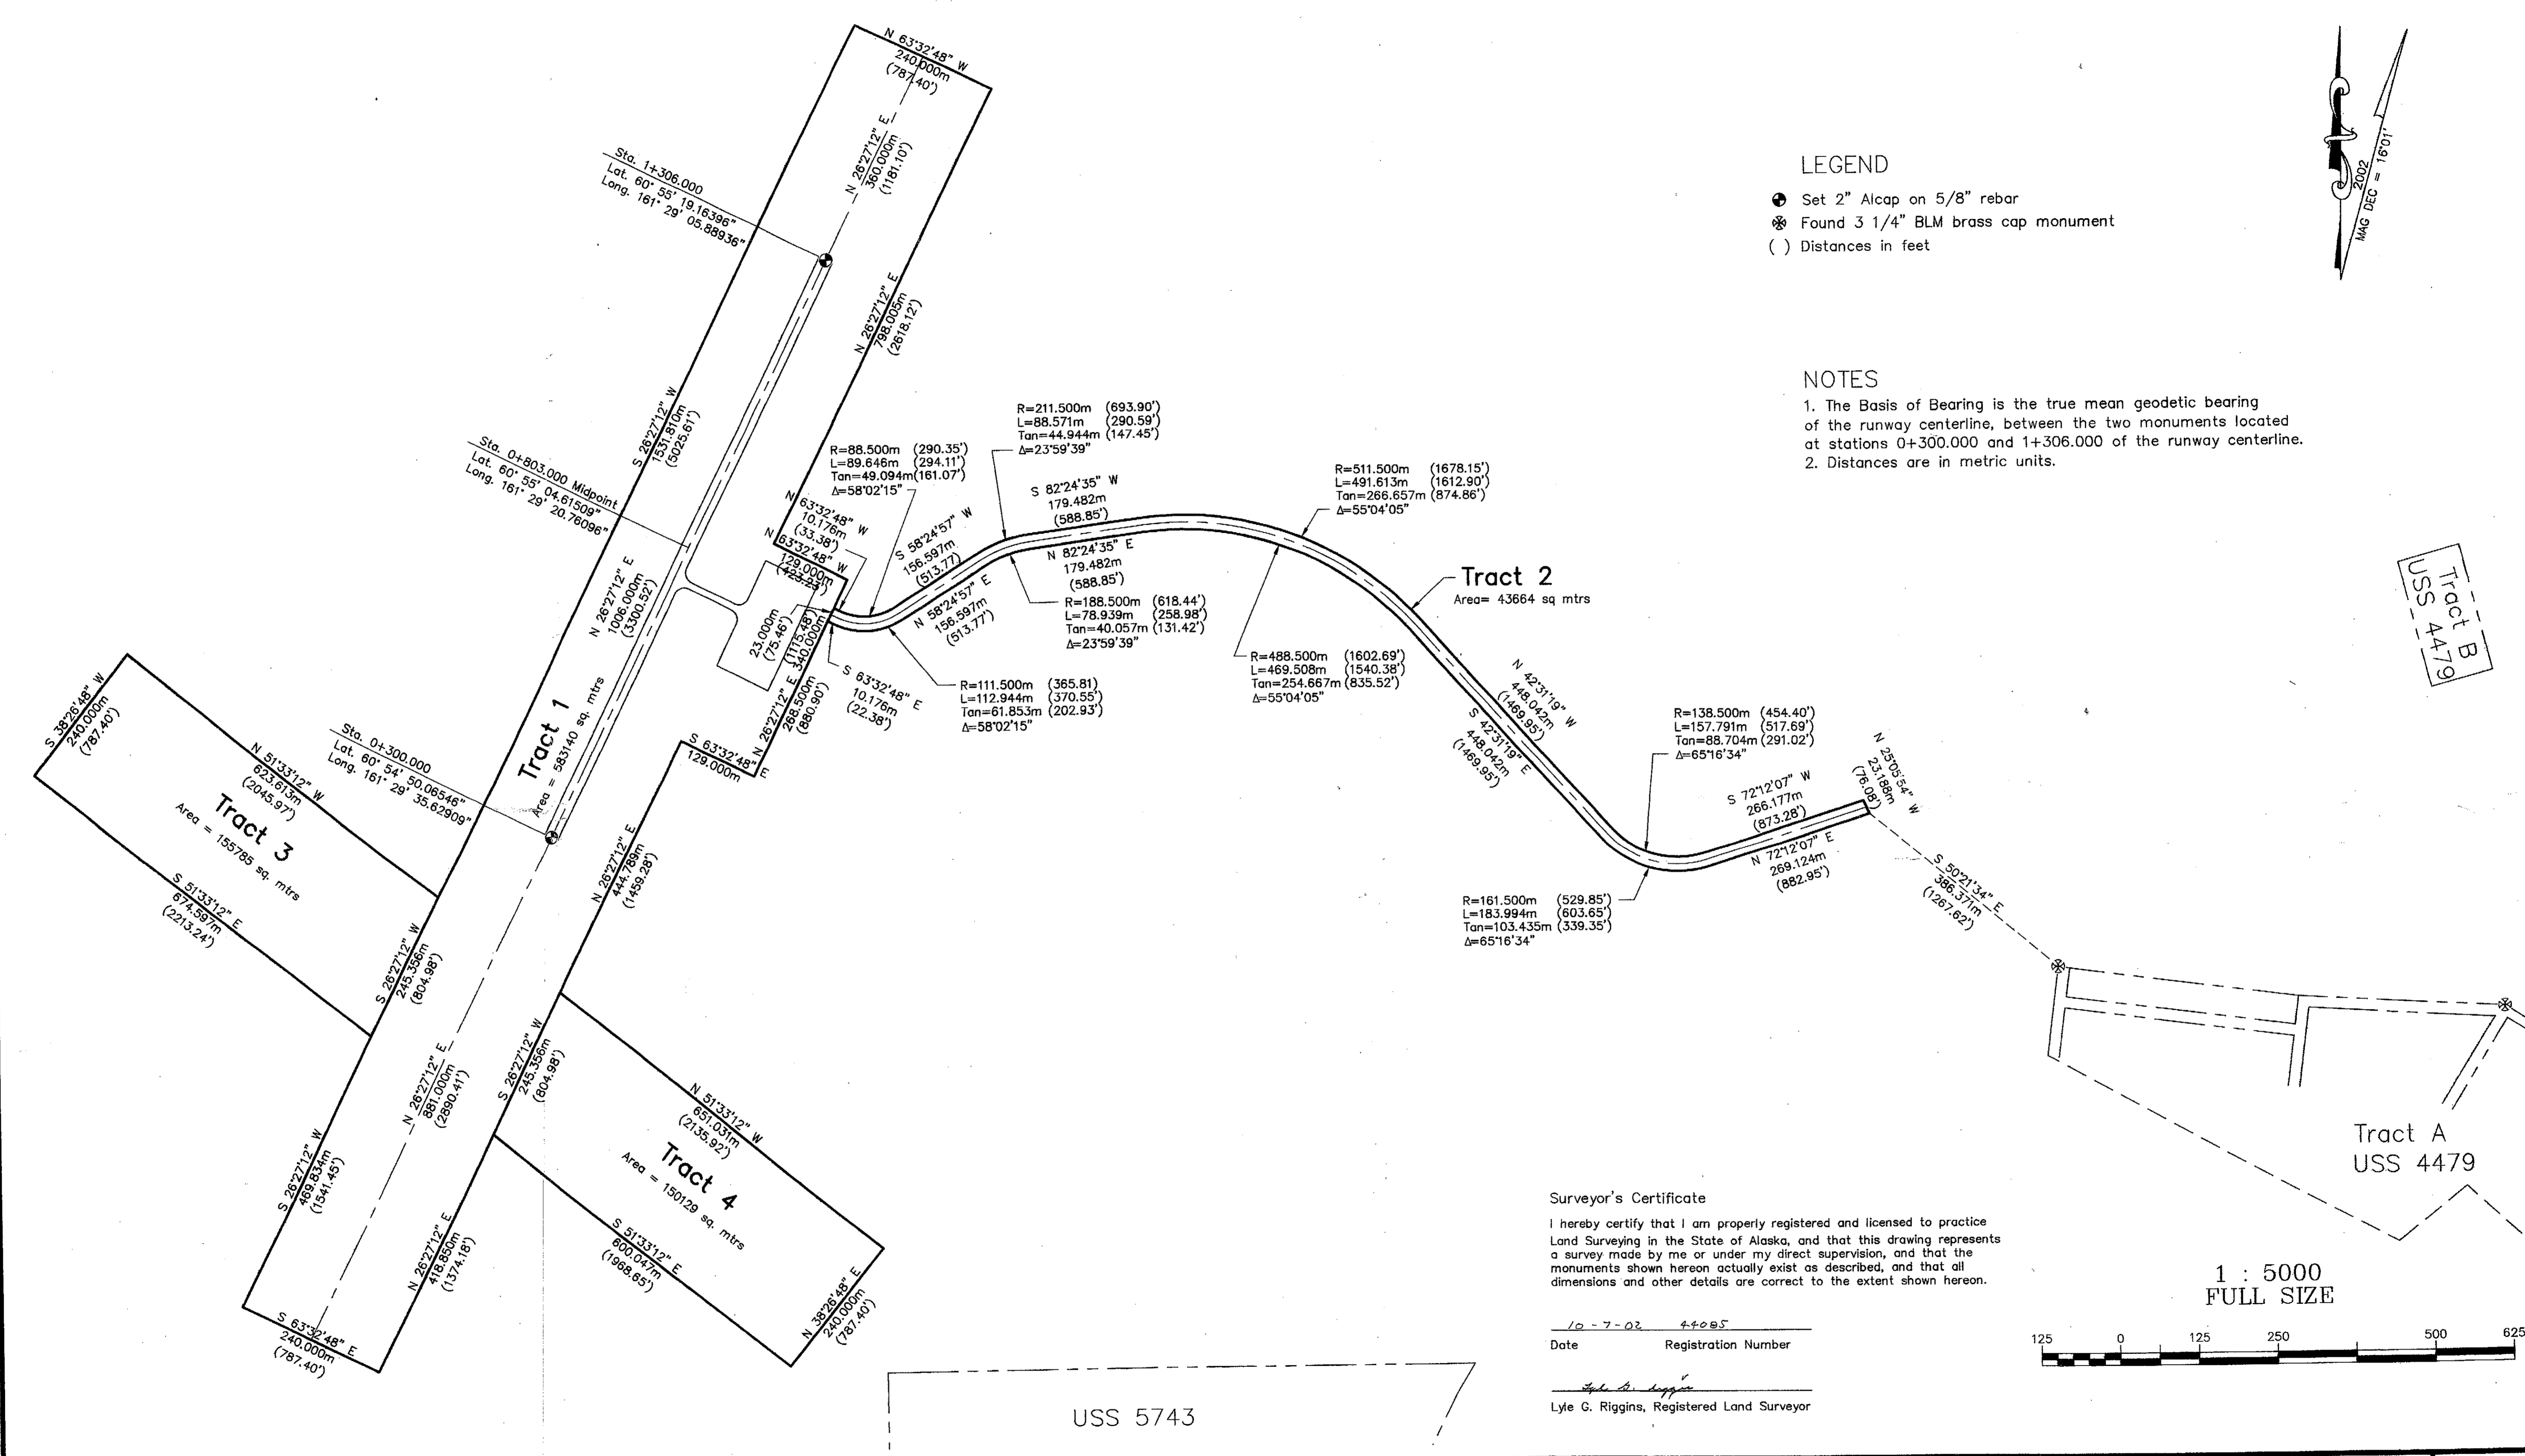 N 63°32'48" W
240.000m
(787.40')
N 26°27'12" E
360.000m
(1181.10')
Sta. 1+306.000
Lat. 60° 55' 19.16396"
Long. 161° 29' 05.88936"
N 26°27'12" E
798.005m
(2618.12')
S 26°27'12" W
1531.810m
(5025.61')
Sta. 0+803.000 Midpoint
Lat. 60° 55' 04.61509"
Long. 161° 29' 20.76096"
N 26°27'12" E
1006.000m
(3300.52')
Sta. 0+300.000
Lat. 60° 54' 50.06546"
Long. 161° 29' 35.62909"
Tract 1
Area = 583140 sq. mtrs
N 63°32'48" W
10.176m
(33.38')
N 63°32'48" W
129.000m
(423.23')
23.000m
(75.46')
(1115.48')
340.000m
N 26°27'12" E
268.500m
(880.90')
S 63°32'48" E
10.176m
(22.38')
S 63°32'48" E
129.000m
N 26°27'12" E
444.789m
(1459.28')
R=88.500m (290.35')
L=89.646m (294.11')
Tan=49.094m(161.07')
Δ=58°02'15"
R=211.500m (693.90')
L=88.571m (290.59')
Tan=44.944m (147.45')
Δ=23°59'39"
S 58°24'57" W
156.597m
(513.77)
N 58°24'57" E
156.597m
(513.77')
S 82°24'35" W
179.482m
(588.85')
N 82°24'35" E
179.482m
(588.85')
R=188.500m (618.44')
L=78.939m (258.98')
Tan=40.057m (131.42')
Δ=23°59'39"
R=111.500m (365.81)
L=112.944m (370.55')
Tan=61.853m (202.93')
Δ=58°02'15"
R=511.500m (1678.15')
L=491.613m (1612.90')
Tan=266.657m (874.86')
Δ=55°04'05"
R=488.500m (1602.69')
L=469.508m (1540.38')
Tan=254.667m (835.52')
Δ=55°04'05"
Tract 2
Area= 43664 sq mtrs
N 42°31'19" W
448.042m
(1469.95')
S 42°31'19" E
448.042m
(1469.95')
R=138.500m (454.40')
L=157.791m (517.69')
Tan=88.704m (291.02')
Δ=65°16'34"
R=161.500m (529.85')
L=183.994m (603.65')
Tan=103.435m (339.35')
Δ=65°16'34"
S 72°12'07" W
266.177m
(873.28')
N 72°12'07" E
269.124m
(882.95')
N 25°05'54" W
23.188m
(76.08')
S 50°21'34" E
386.371m
(1267.62')
S 38°26'48" W
240.000m
(787.40')
N 51°33'12" W
623.613m
(2045.97')
Tract 3
Area = 155785 sq. mtrs
S 51°33'12" E
674.597m
(2213.24')
S 26°27'12" W
245.356m
(804.98')
N 26°27'12" E
881.000m
(2890.41')
S 26°27'12" W
245.356m
(804.98')
S 26°27'12" W
469.834m
(1541.45')
N 26°27'12" E
418.850m
(1374.18')
S 63°32'48" E
240.000m
(787.40')
N 51°33'12" W
651.031m
(2135.92')
Tract 4
Area = 150129 sq. mtrs
S 51°33'12" E
600.047m
(1968.65')
N 38°26'48" E
240.000m
(787.40')
USS 5743
LEGEND
Set 2" Alcap on 5/8" rebar
Found 3 1/4" BLM brass cap monument
( ) Distances in feet
2002
MAG DEC = 16°01'
NOTES
1. The Basis of Bearing is the true mean geodetic bearing
of the runway centerline, between the two monuments located
at stations 0+300.000 and 1+306.000 of the runway centerline.
2. Distances are in metric units.
Tract B
USS 4479
Tract A
USS 4479
Surveyor's Certificate
I hereby certify that I am properly registered and licensed to practice
Land Surveying in the State of Alaska, and that this drawing represents
a survey made by me or under my direct supervision, and that the
monuments shown hereon actually exist as described, and that all
dimensions and other details are correct to the extent shown hereon.
10-7-02 44085
Date Registration Number
Lyle G. Riggins
Lyle G. Riggins, Registered Land Surveyor
1 : 5000
FULL SIZE
125 0 125 250 500 625